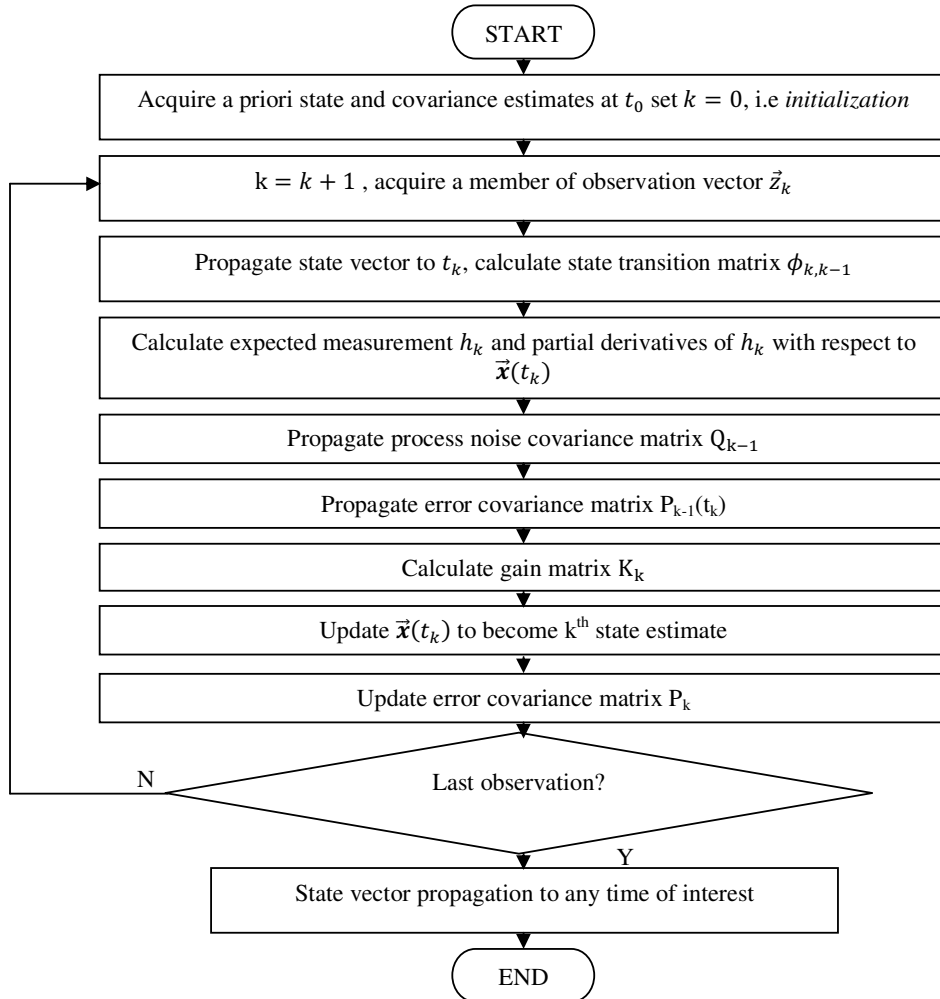 START
Acquire a priori state and covariance estimates at t₀ set k = 0, i.e initialization
k = k + 1 , acquire a member of observation vector z⃗ₖ
Propagate state vector to tₖ, calculate state transition matrix ϕₖ,ₖ₋₁
Calculate expected measurement hₖ and partial derivatives of hₖ with respect to
x⃗(tₖ)
Propagate process noise covariance matrix Qₖ₋₁
Propagate error covariance matrix Pₖ₋₁(tₖ)
Calculate gain matrix Kₖ
Update x⃗(tₖ) to become kᵗʰ state estimate
Update error covariance matrix Pₖ
N
Last observation?
Y
State vector propagation to any time of interest
END